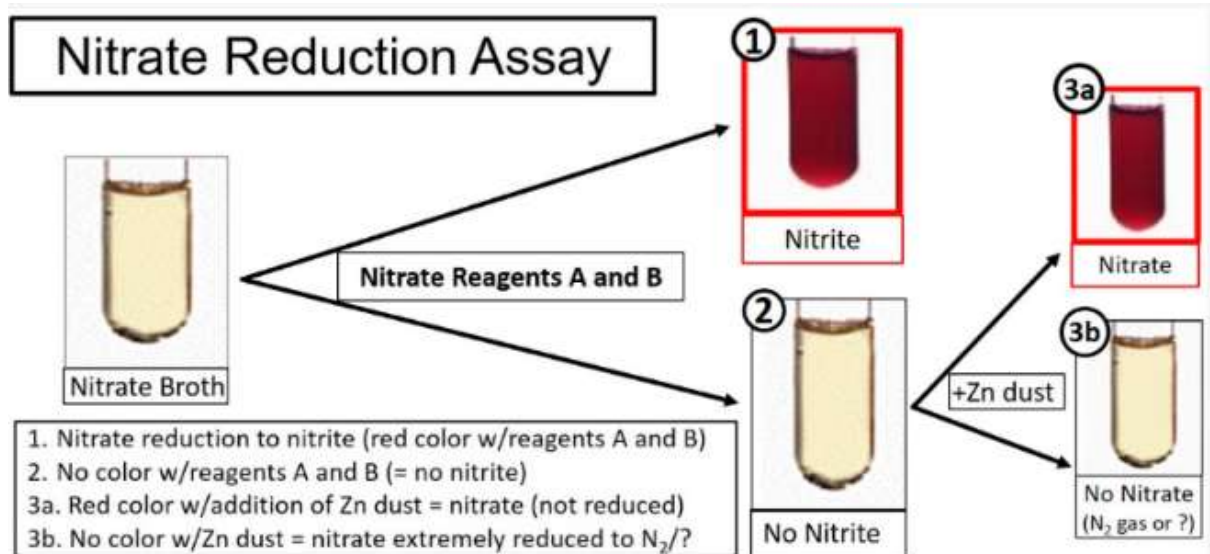 Nitrate Reduction Assay
1
Nitrite
3a
Nitrate
Nitrate Broth
Nitrate Reagents A and B
2
No Nitrite
+Zn dust
3b
No Nitrate
(N₂ gas or ?)
1. Nitrate reduction to nitrite (red color w/reagents A and B)
2. No color w/reagents A and B (= no nitrite)
3a. Red color w/addition of Zn dust = nitrate (not reduced)
3b. No color w/Zn dust = nitrate extremely reduced to N₂/?